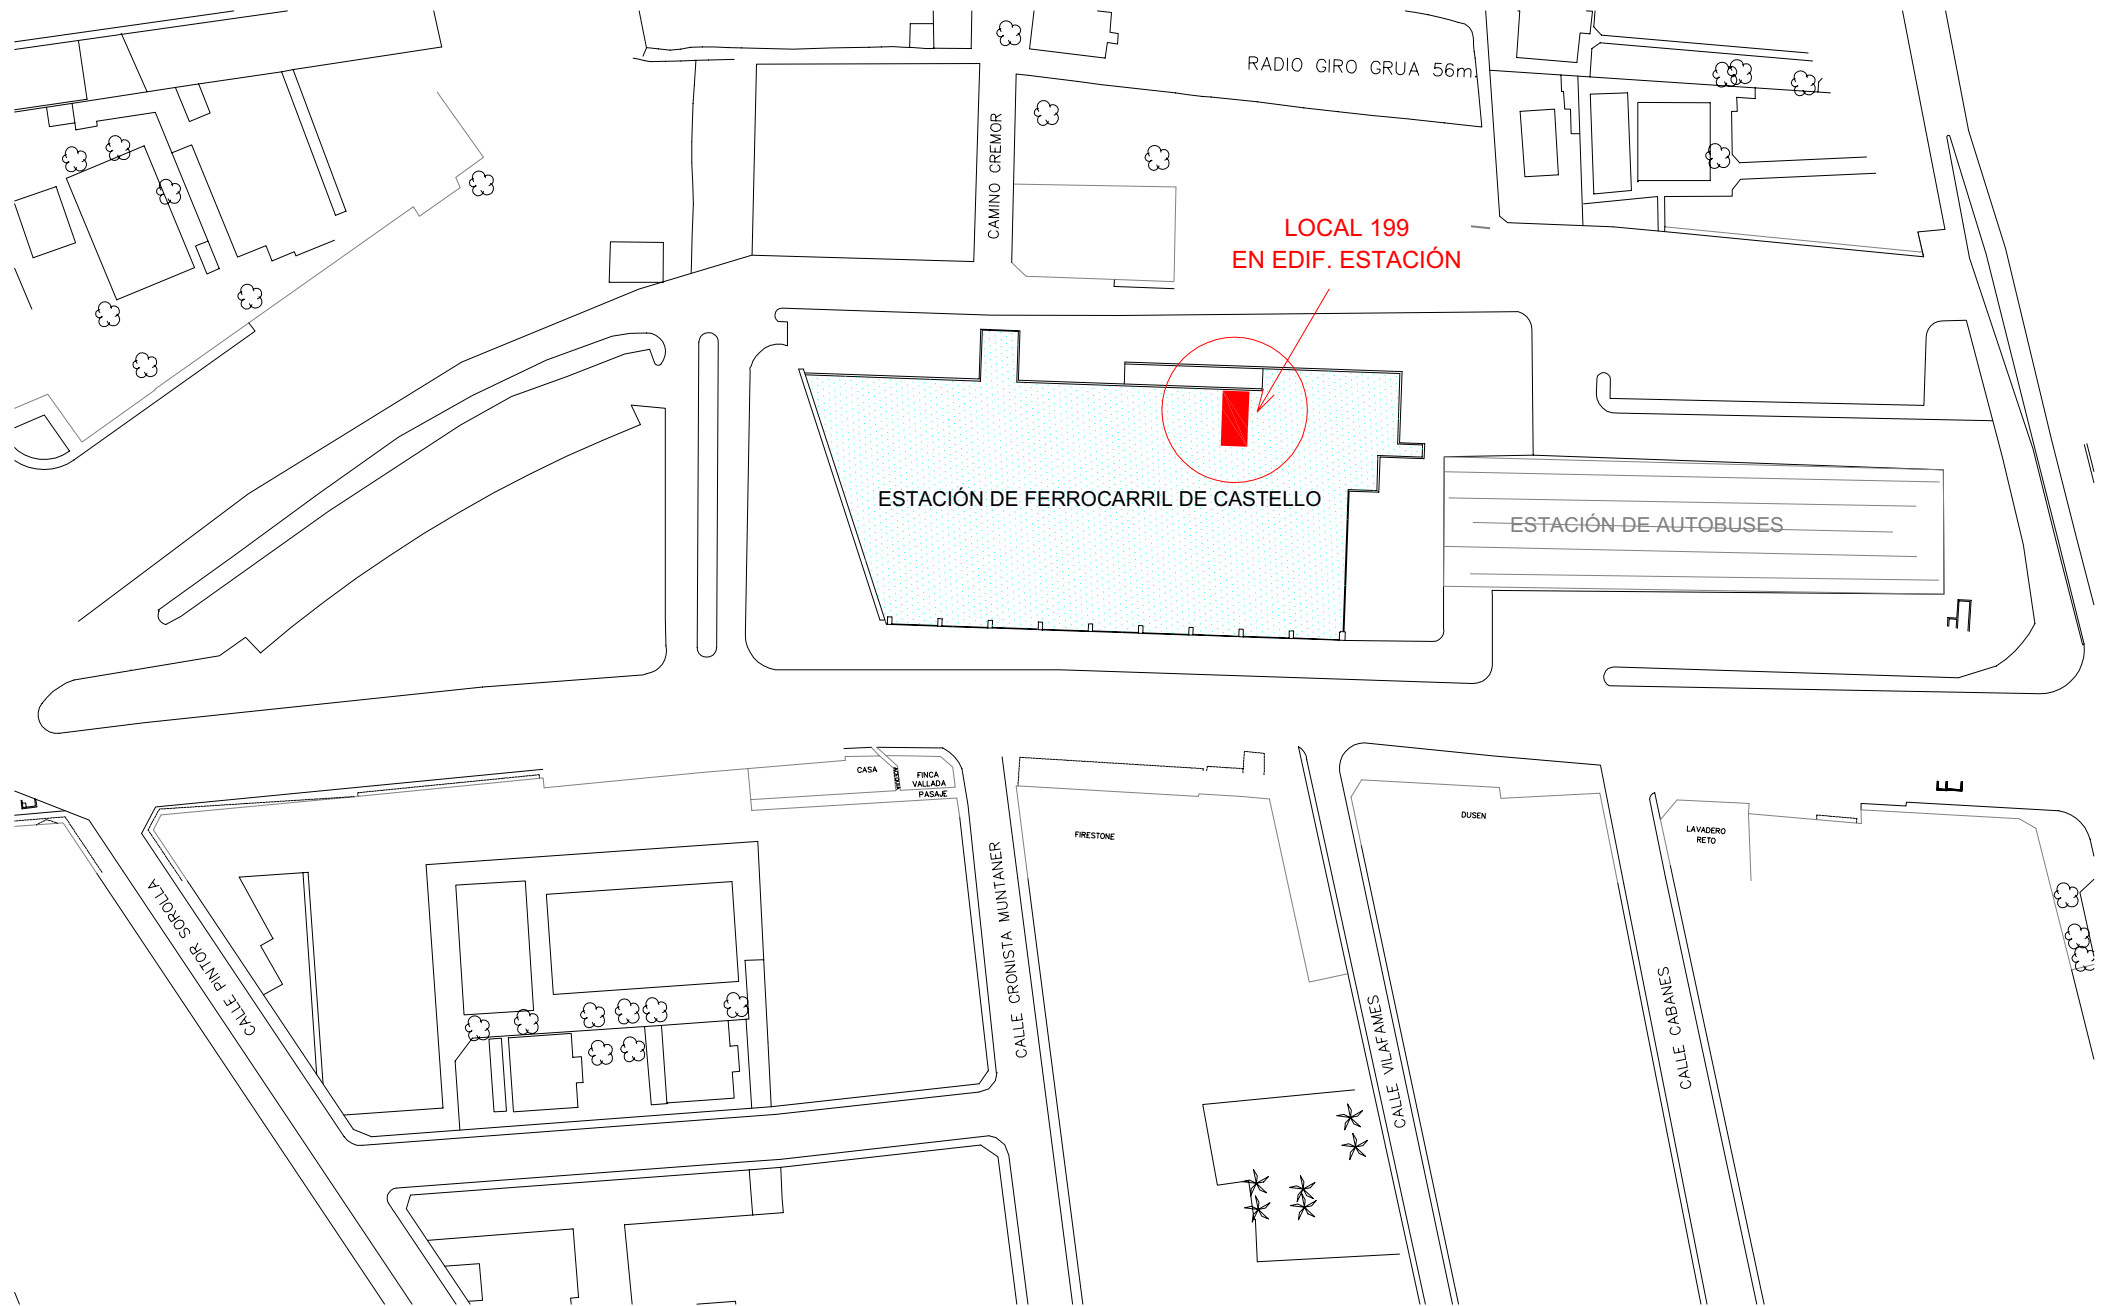 RADIO GIRO GRUA 56m.
CAMINO CREMOR
LOCAL 199
EN EDIF. ESTACIÓN
ESTACIÓN DE FERROCARRIL DE CASTELLO
ESTACIÓN DE AUTOBUSES
CASA
FINCA
VALLADA
PASAJE
FIRESTONE
DUSEN
LAVADERO
RETO
CALLE PINTOR SOROLLA
CALLE CRONISTA MUNTANER
CALLE VILAFAMES
CALLE CABANES